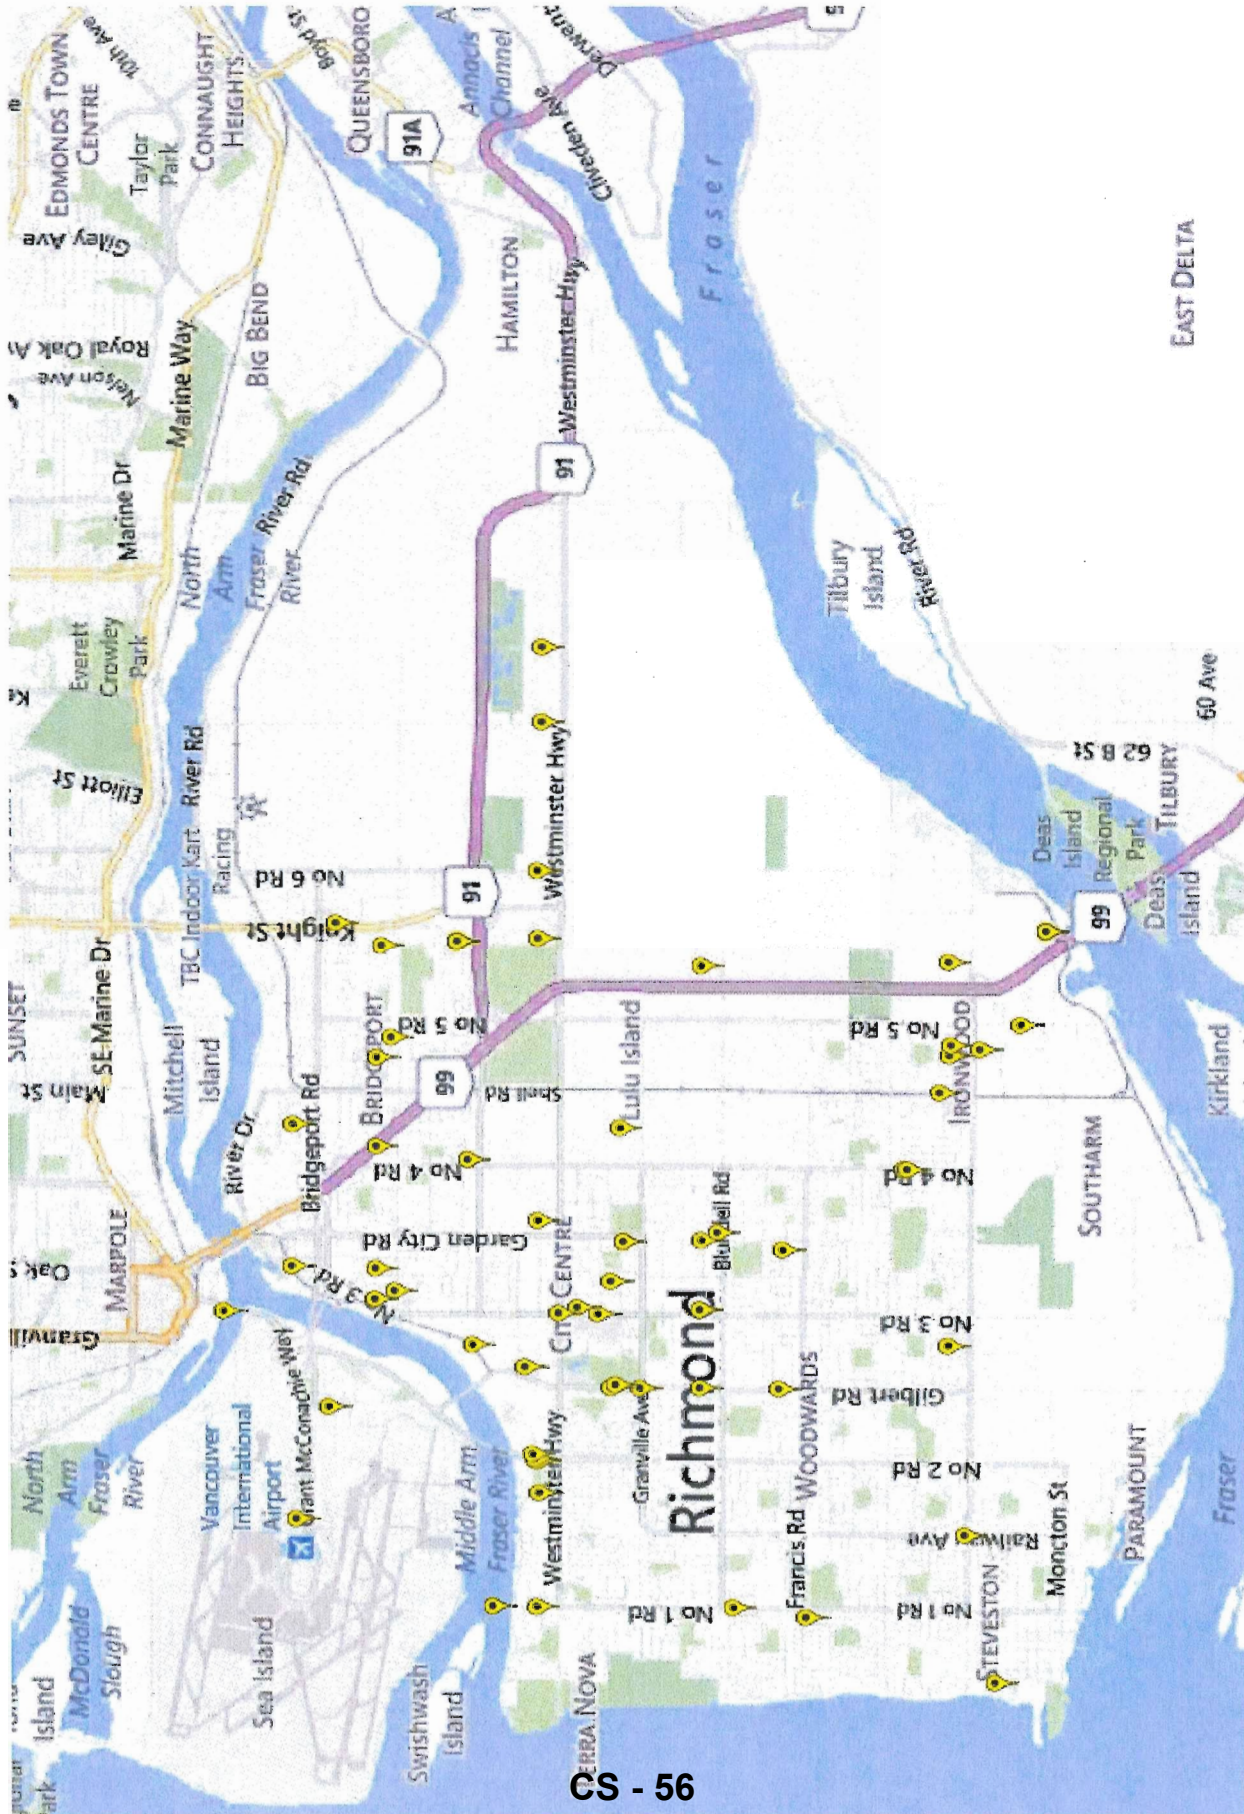 EDMONDS TOWN
CENTRE
10th Ave
Taylor
Park
CONNAUGHT
HEIGHTS
Boyd St
QUEENSBORO
91A
Annacis
Channel
Derwent
Cliveden Ave
Gilley Ave
Royal Oak Av
Nelson Ave
Marine Way
BIG BEND
HAMILTON
Westminster Hwy
91
Fraser
EAST DELTA
Marine Dr
North
Arm
Fraser
River
River Rd
Everett
Crowley
Park
Elliott St
River Rd
TBC Indoor Kart
Racing
No 6 Rd
Knight St
91
Westminster Hwy
Tilbury
Island
River Rd
60 Ave
62 B St
TILBURY
Deas
Island
Regional
Park
Deas
Island
99
SUNSET
Main St
SE Marine Dr
Mitchell
Island
River Dr
Bridgeport Rd
BRIDGEPORT
No 5 Rd
99
Shell Rd
No 4 Rd
Lulu Island
No 5 Rd
IRONWOOD
No 4 Rd
SOUTHARM
Kirkland
Oak S
MARPOLE
Granvill
Garden City Rd
No 3 Rd
CITY CENTRE
Blundell Rd
Richmond
No 3 Rd
Gilbert Rd
WOODWARDS
Grant McConachie Way
Vancouver
International
Airport
North
Arm
Fraser
River
Middle Arm
Fraser River
Westminster Hwy
Granville Ave
No 2 Rd
Francis Rd
Railway Ave
Moncton St
PARAMOUNT
Fraser
No 1 Rd
No 1 Rd
STEVESTON
McDonald
Slough
Island
Park
Sea Island
Swishwash
Island
TERRA NOVA
CS - 56